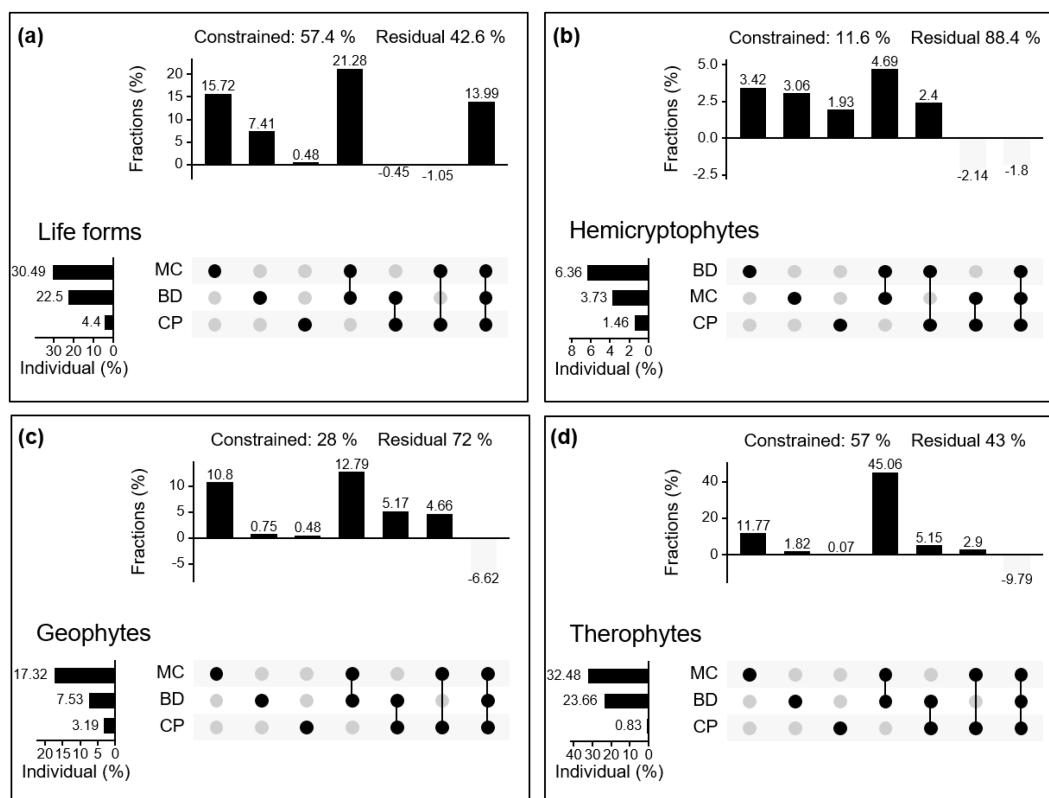 (a)
Constrained: 57.4 % Residual 42.6 %
Fractions (%)
20
15
10
5
0
15.72
7.41
0.48
21.28
-0.45
-1.05
13.99
Life forms
30.49
22.5
4.4
MC
BD
CP
30 20 10 0
Individual (%)
(b)
Constrained: 11.6 % Residual 88.4 %
Fractions (%)
5.0
2.5
0.0
-2.5
3.42
3.06
1.93
4.69
2.4
-2.14
-1.8
Hemicryptophytes
6.36
3.73
1.46
BD
MC
CP
8 6 4 2 0
Individual (%)
(c)
Constrained: 28 % Residual 72 %
Fractions (%)
10
5
0
-5
10.8
0.75
0.48
12.79
5.17
4.66
-6.62
Geophytes
17.32
7.53
3.19
MC
BD
CP
20 15 10 5 0
Individual (%)
(d)
Constrained: 57 % Residual 43 %
Fractions (%)
40
20
0
11.77
1.82
0.07
45.06
5.15
2.9
-9.79
Therophytes
32.48
23.66
0.83
MC
BD
CP
40 30 20 10 0
Individual (%)